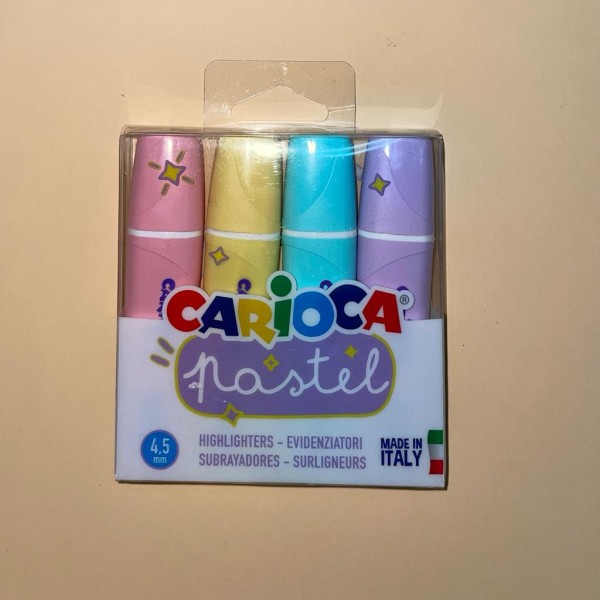 CARIOCA®
pastel
4,5
mm
HIGHLIGHTERS - EVIDENZIATORI
SUBRAYADORES - SURLIGNEURS
MADE IN
ITALY